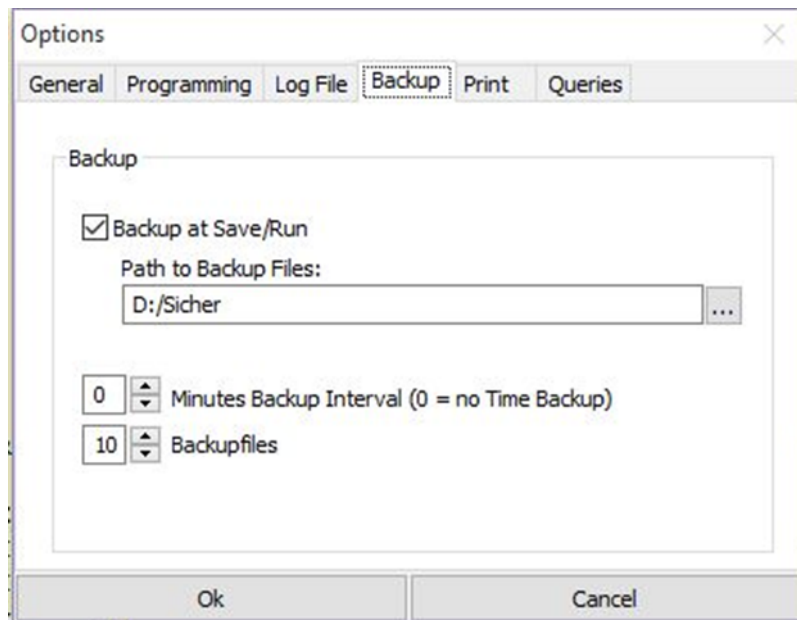 Options
General Programming Log File Backup Print Queries
Backup
Backup at Save/Run
Path to Backup Files:
D:/Sicher ...
0 Minutes Backup Interval (0 = no Time Backup)
10 Backupfiles
Ok Cancel